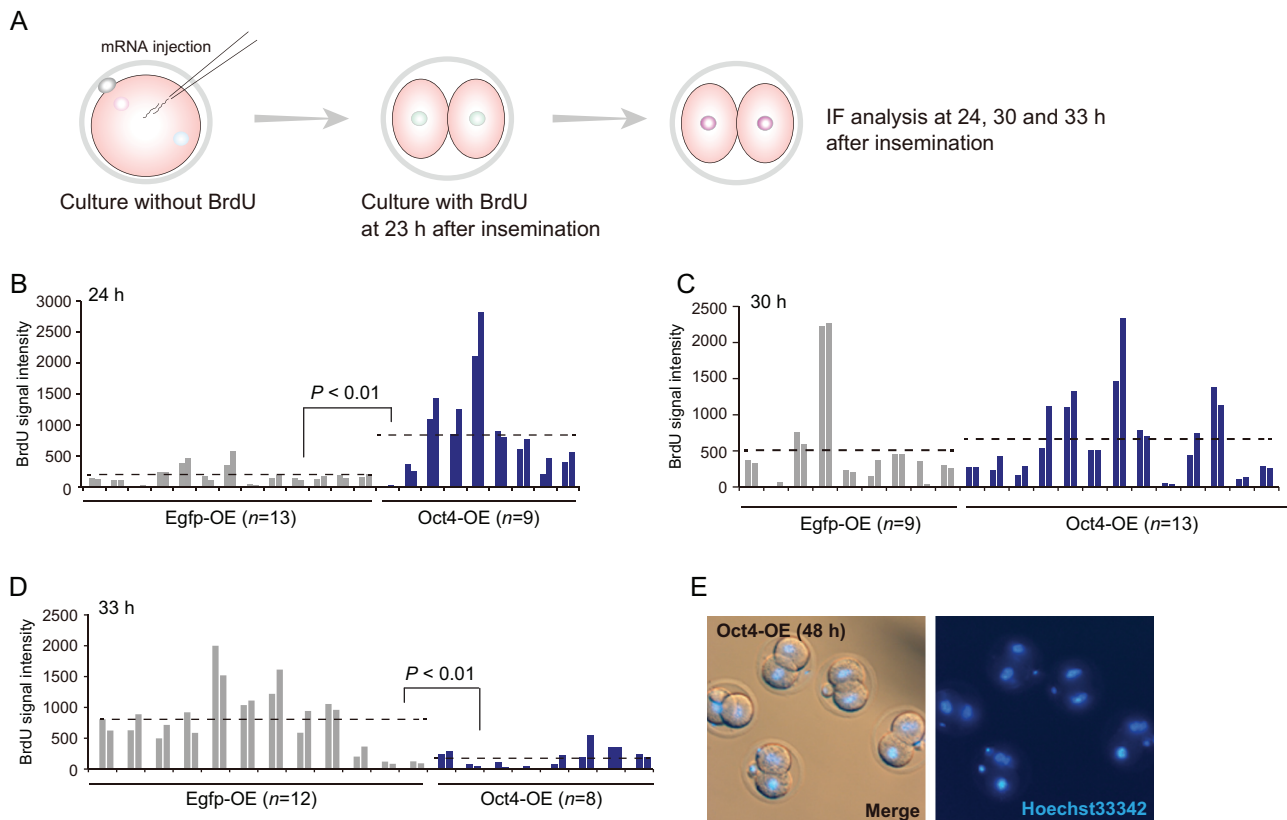 A
mRNA injection
Culture without BrdU
Culture with BrdU
at 23 h after insemination
IF analysis at 24, 30 and 33 h
after insemination
B
24 h
BrdU signal intensity
3000
2500
2000
1500
1000
500
0
P < 0.01
Egfp-OE (n=13)
Oct4-OE (n=9)
C
30 h
BrdU signal intensity
2500
2000
1500
1000
500
0
Egfp-OE (n=9)
Oct4-OE (n=13)
D
33 h
BrdU signal intensity
2500
2000
1500
1000
500
0
P < 0.01
Egfp-OE (n=12)
Oct4-OE (n=8)
E
Oct4-OE (48 h)
Merge
Hoechst33342